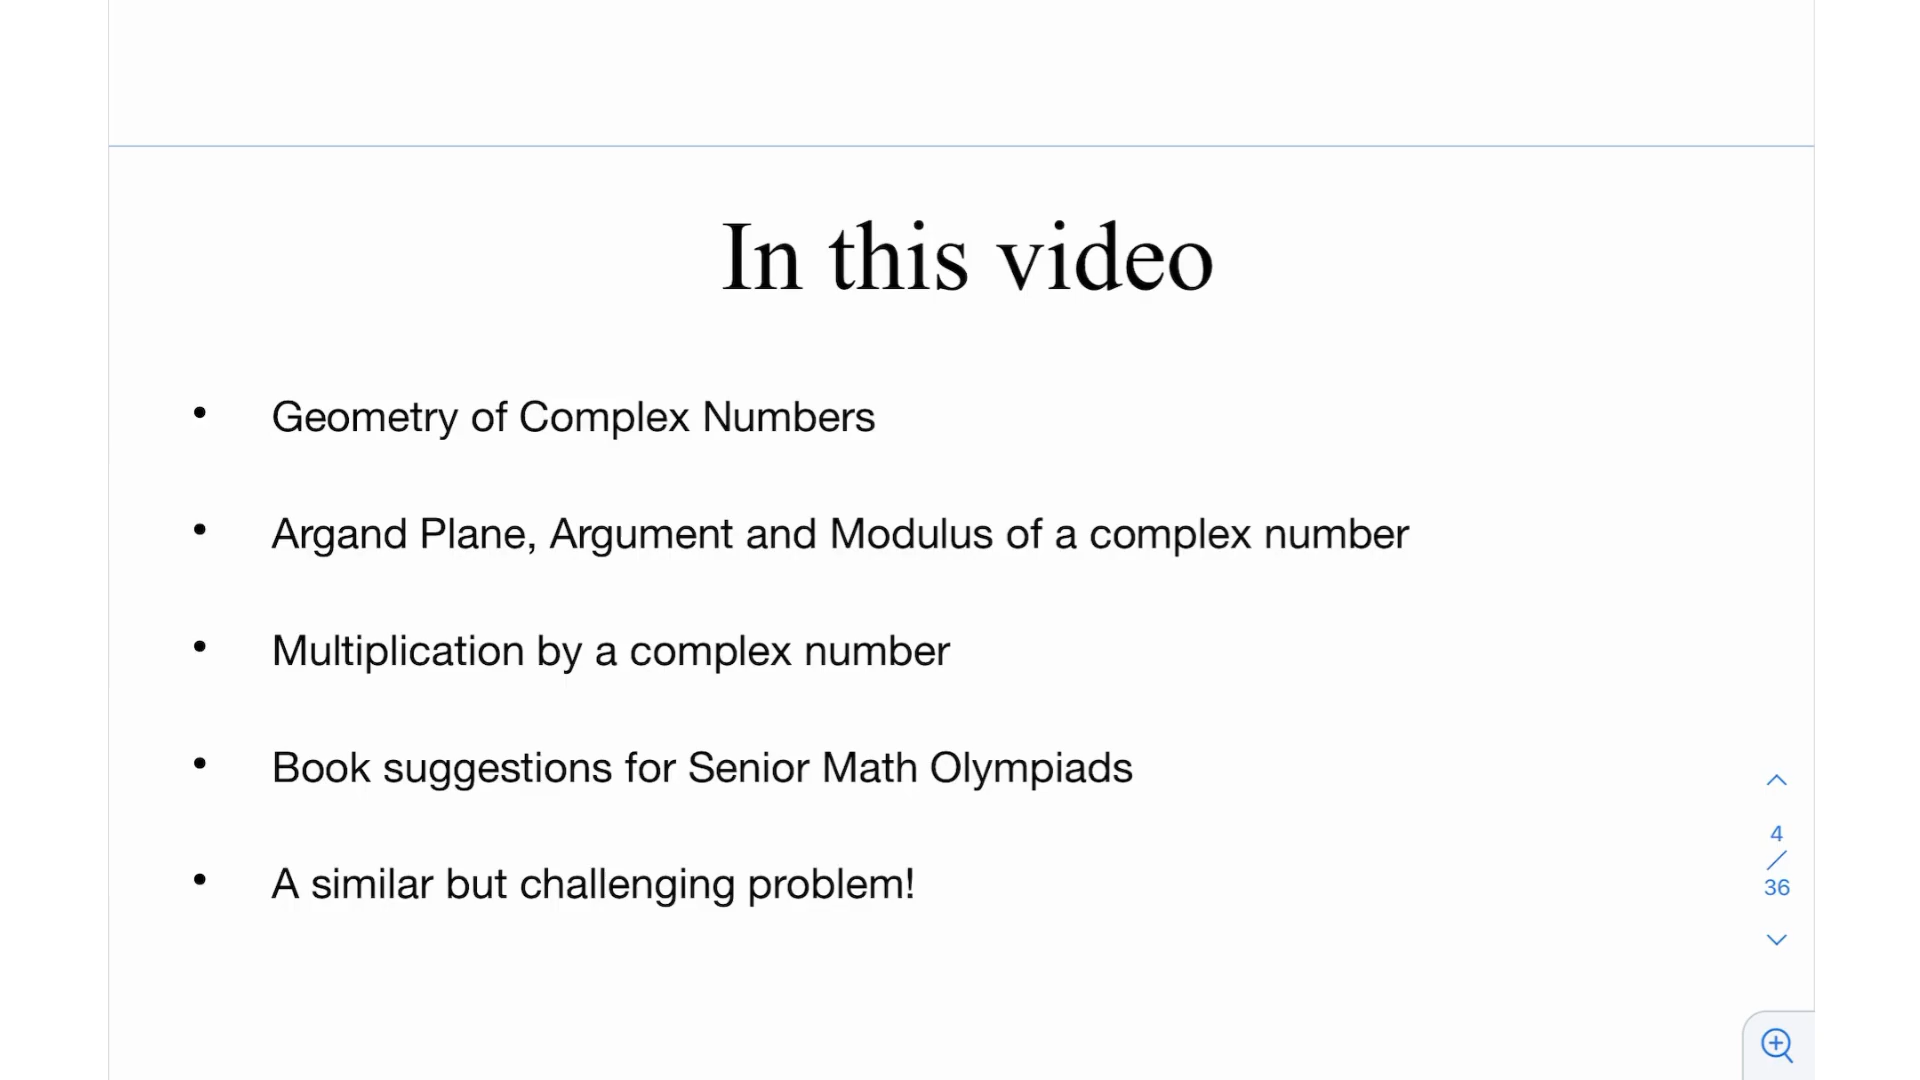 In this video
• Geometry of Complex Numbers
• Argand Plane, Argument and Modulus of a complex number
• Multiplication by a complex number
• Book suggestions for Senior Math Olympiads
• A similar but challenging problem!
4
/
36